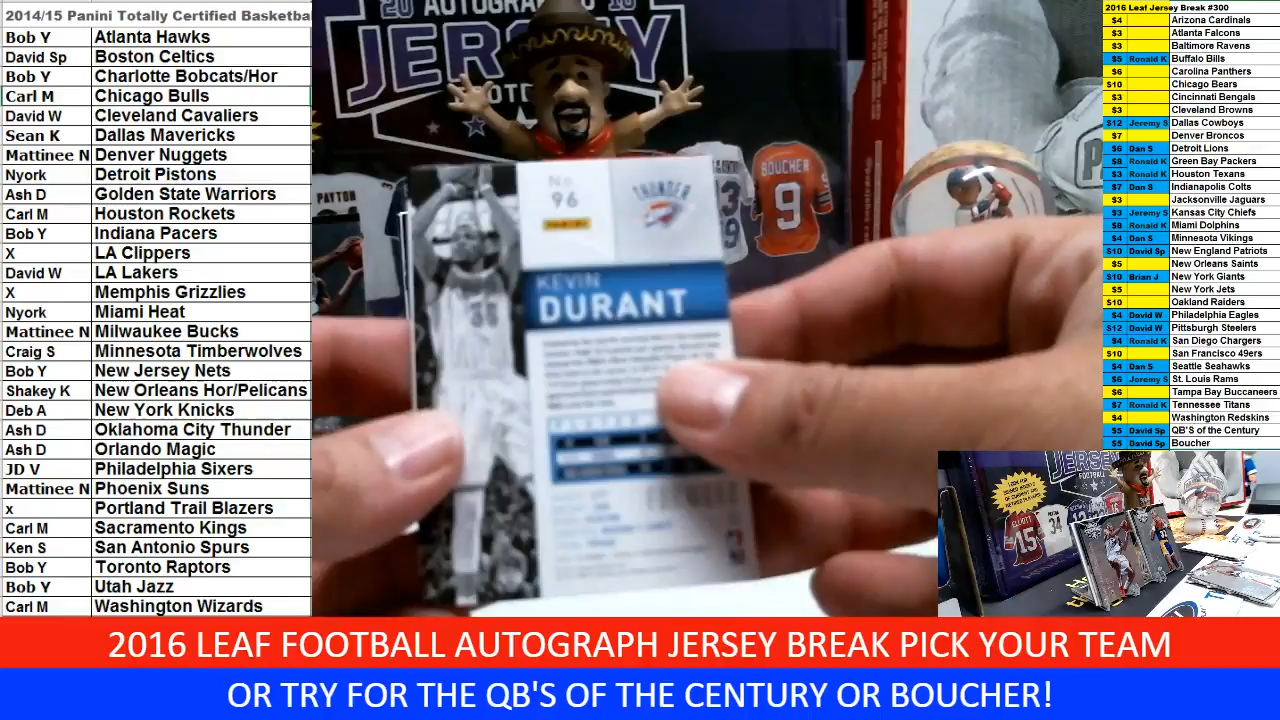 2014/15 Panini Totally Certified Basketba
Bob Y Atlanta Hawks
David Sp Boston Celtics
Bob Y Charlotte Bobcats/Hor
Carl M Chicago Bulls
David W Cleveland Cavaliers
Sean K Dallas Mavericks
Mattinee N Denver Nuggets
Nyork Detroit Pistons
Ash D Golden State Warriors
Carl M Houston Rockets
Bob Y Indiana Pacers
X LA Clippers
David W LA Lakers
X Memphis Grizzlies
Nyork Miami Heat
Mattinee N Milwaukee Bucks
Craig S Minnesota Timberwolves
Bob Y New Jersey Nets
Shakey K New Orleans Hor/Pelicans
Deb A New York Knicks
Ash D Oklahoma City Thunder
Ash D Orlando Magic
JD V Philadelphia Sixers
Mattinee N Phoenix Suns
x Portland Trail Blazers
Carl M Sacramento Kings
Ken S San Antonio Spurs
Bob Y Toronto Raptors
Bob Y Utah Jazz
Carl M Washington Wizards
20 AUTOGRAPHED 16
JERSEY
FOOTBALL
PAYTON
BOUCHER
9
No.
96
PANINI
THUNDER
KEVIN
DURANT
35
2016 Leaf Jersey Break #300
$4 Arizona Cardinals
$3 Atlanta Falcons
$3 Baltimore Ravens
$5 Ronald K Buffalo Bills
$6 Carolina Panthers
$10 Chicago Bears
$3 Cincinnati Bengals
$3 Cleveland Browns
$12 Jeremy S Dallas Cowboys
$7 Denver Broncos
$6 Dan S Detroit Lions
$8 Ronald K Green Bay Packers
$3 Ronald K Houston Texans
$7 Dan S Indianapolis Colts
$3 Jacksonville Jaguars
$3 Jeremy S Kansas City Chiefs
$8 Ronald K Miami Dolphins
$4 Dan S Minnesota Vikings
$10 David Sp New England Patriots
$5 New Orleans Saints
$10 Brian J New York Giants
$5 New York Jets
$10 Oakland Raiders
$4 David W Philadelphia Eagles
$12 David W Pittsburgh Steelers
$4 Ronald K San Diego Chargers
$10 San Francisco 49ers
$4 Dan S Seattle Seahawks
$6 Jeremy S St. Louis Rams
$6 Tampa Bay Buccaneers
$7 Ronald K Tennessee Titans
$4 Washington Redskins
$5 David Sp QB'S of the Century
$5 David Sp Boucher
JERSEY
FOOTBALL
ELLIOTT
15
34
2016 LEAF FOOTBALL AUTOGRAPH JERSEY BREAK PICK YOUR TEAM
OR TRY FOR THE QB'S OF THE CENTURY OR BOUCHER!